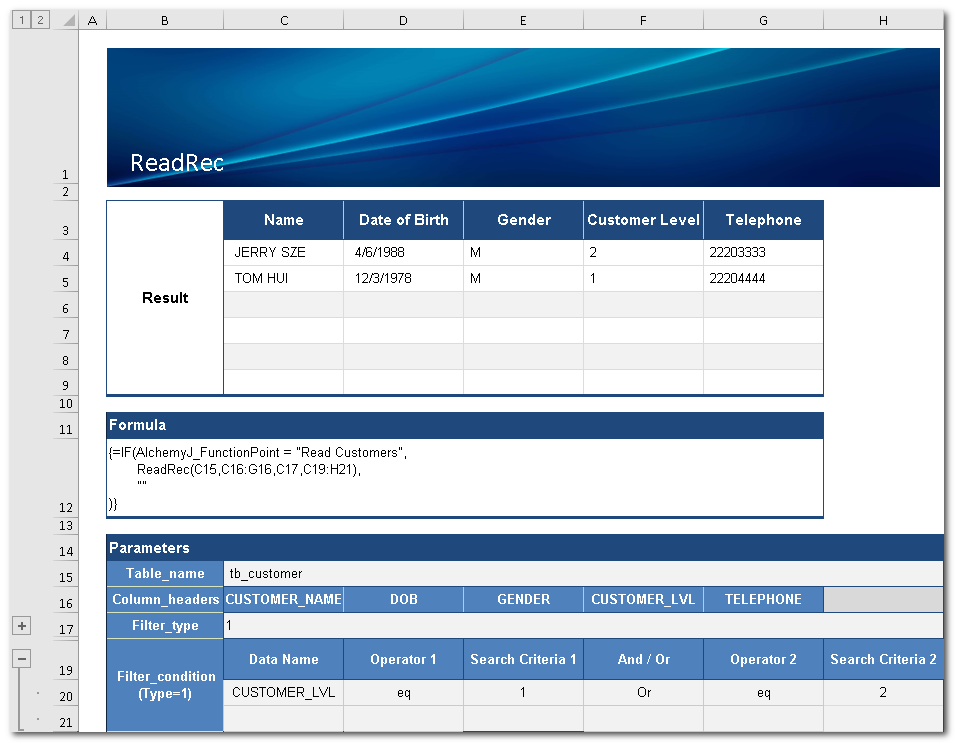 1 2 A B C D E F G H
ReadRec
1
2
Name Date of Birth Gender Customer Level Telephone
3
JERRY SZE 4/6/1988 M 2 22203333
4
TOM HUI 12/3/1978 M 1 22204444
5
Result
6
7
8
9
10
Formula
11
{=IF(AlchemyJ_FunctionPoint = "Read Customers",
ReadRec(C15,C16:G16,C17,C19:H21),
""
)}
12
13
Parameters
14
Table_name tb_customer
15
Column_headers CUSTOMER_NAME DOB GENDER CUSTOMER_LVL TELEPHONE
16
Filter_type 1
+ 17
−
Data Name Operator 1 Search Criteria 1 And / Or Operator 2 Search Criteria 2
19
Filter_condition
(Type=1)
CUSTOMER_LVL eq 1 Or eq 2
20
21